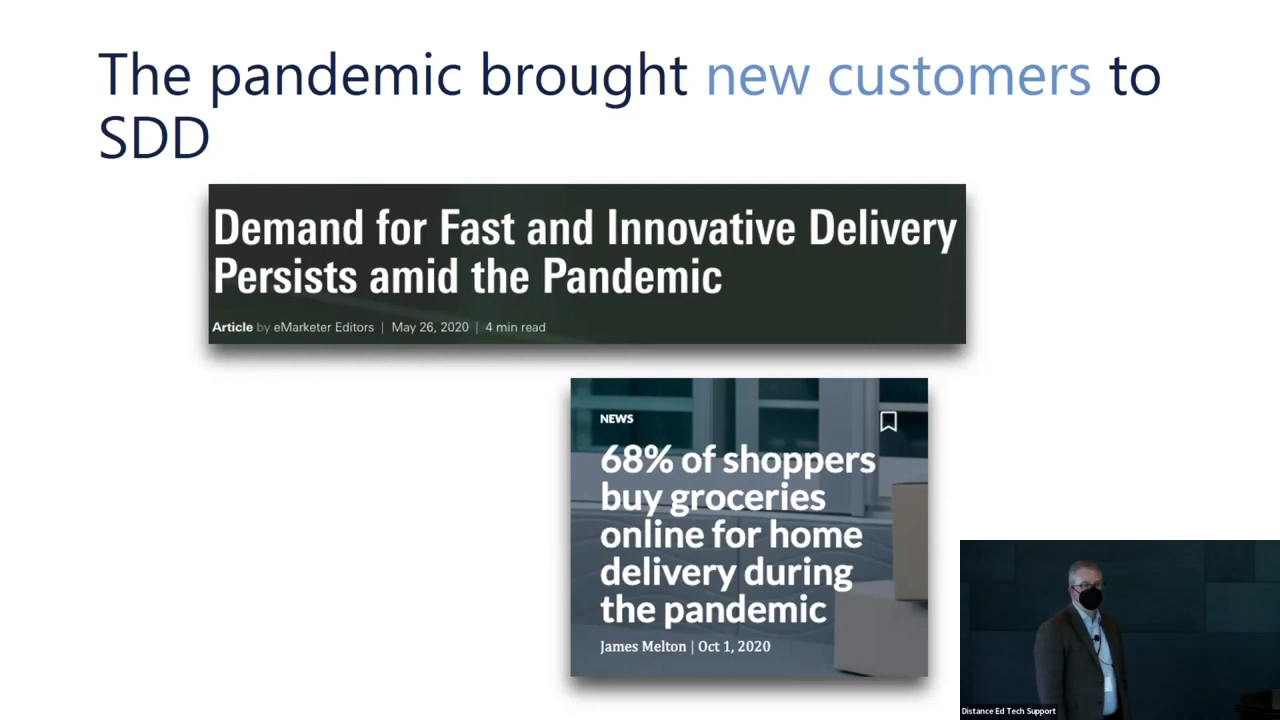 The pandemic brought new customers to
SDD
Demand for Fast and Innovative Delivery
Persists amid the Pandemic
Article by eMarketer Editors | May 26, 2020 | 4 min read
NEWS
68% of shoppers
buy groceries
online for home
delivery during
the pandemic
James Melton | Oct 1, 2020
Distance Ed Tech Support